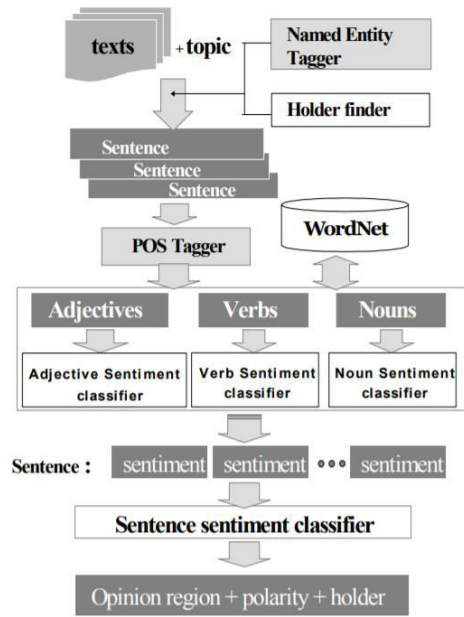 texts +topic
Named Entity
Tagger
Holder finder
Sentence
Sentence
Sentence
POS Tagger
WordNet
Adjectives
Verbs
Nouns
Adjective Sentiment
classifier
Verb Sentiment
classifier
Noun Sentiment
classifier
Sentence : sentiment sentiment sentiment
Sentence sentiment classifier
Opinion region + polarity + holder